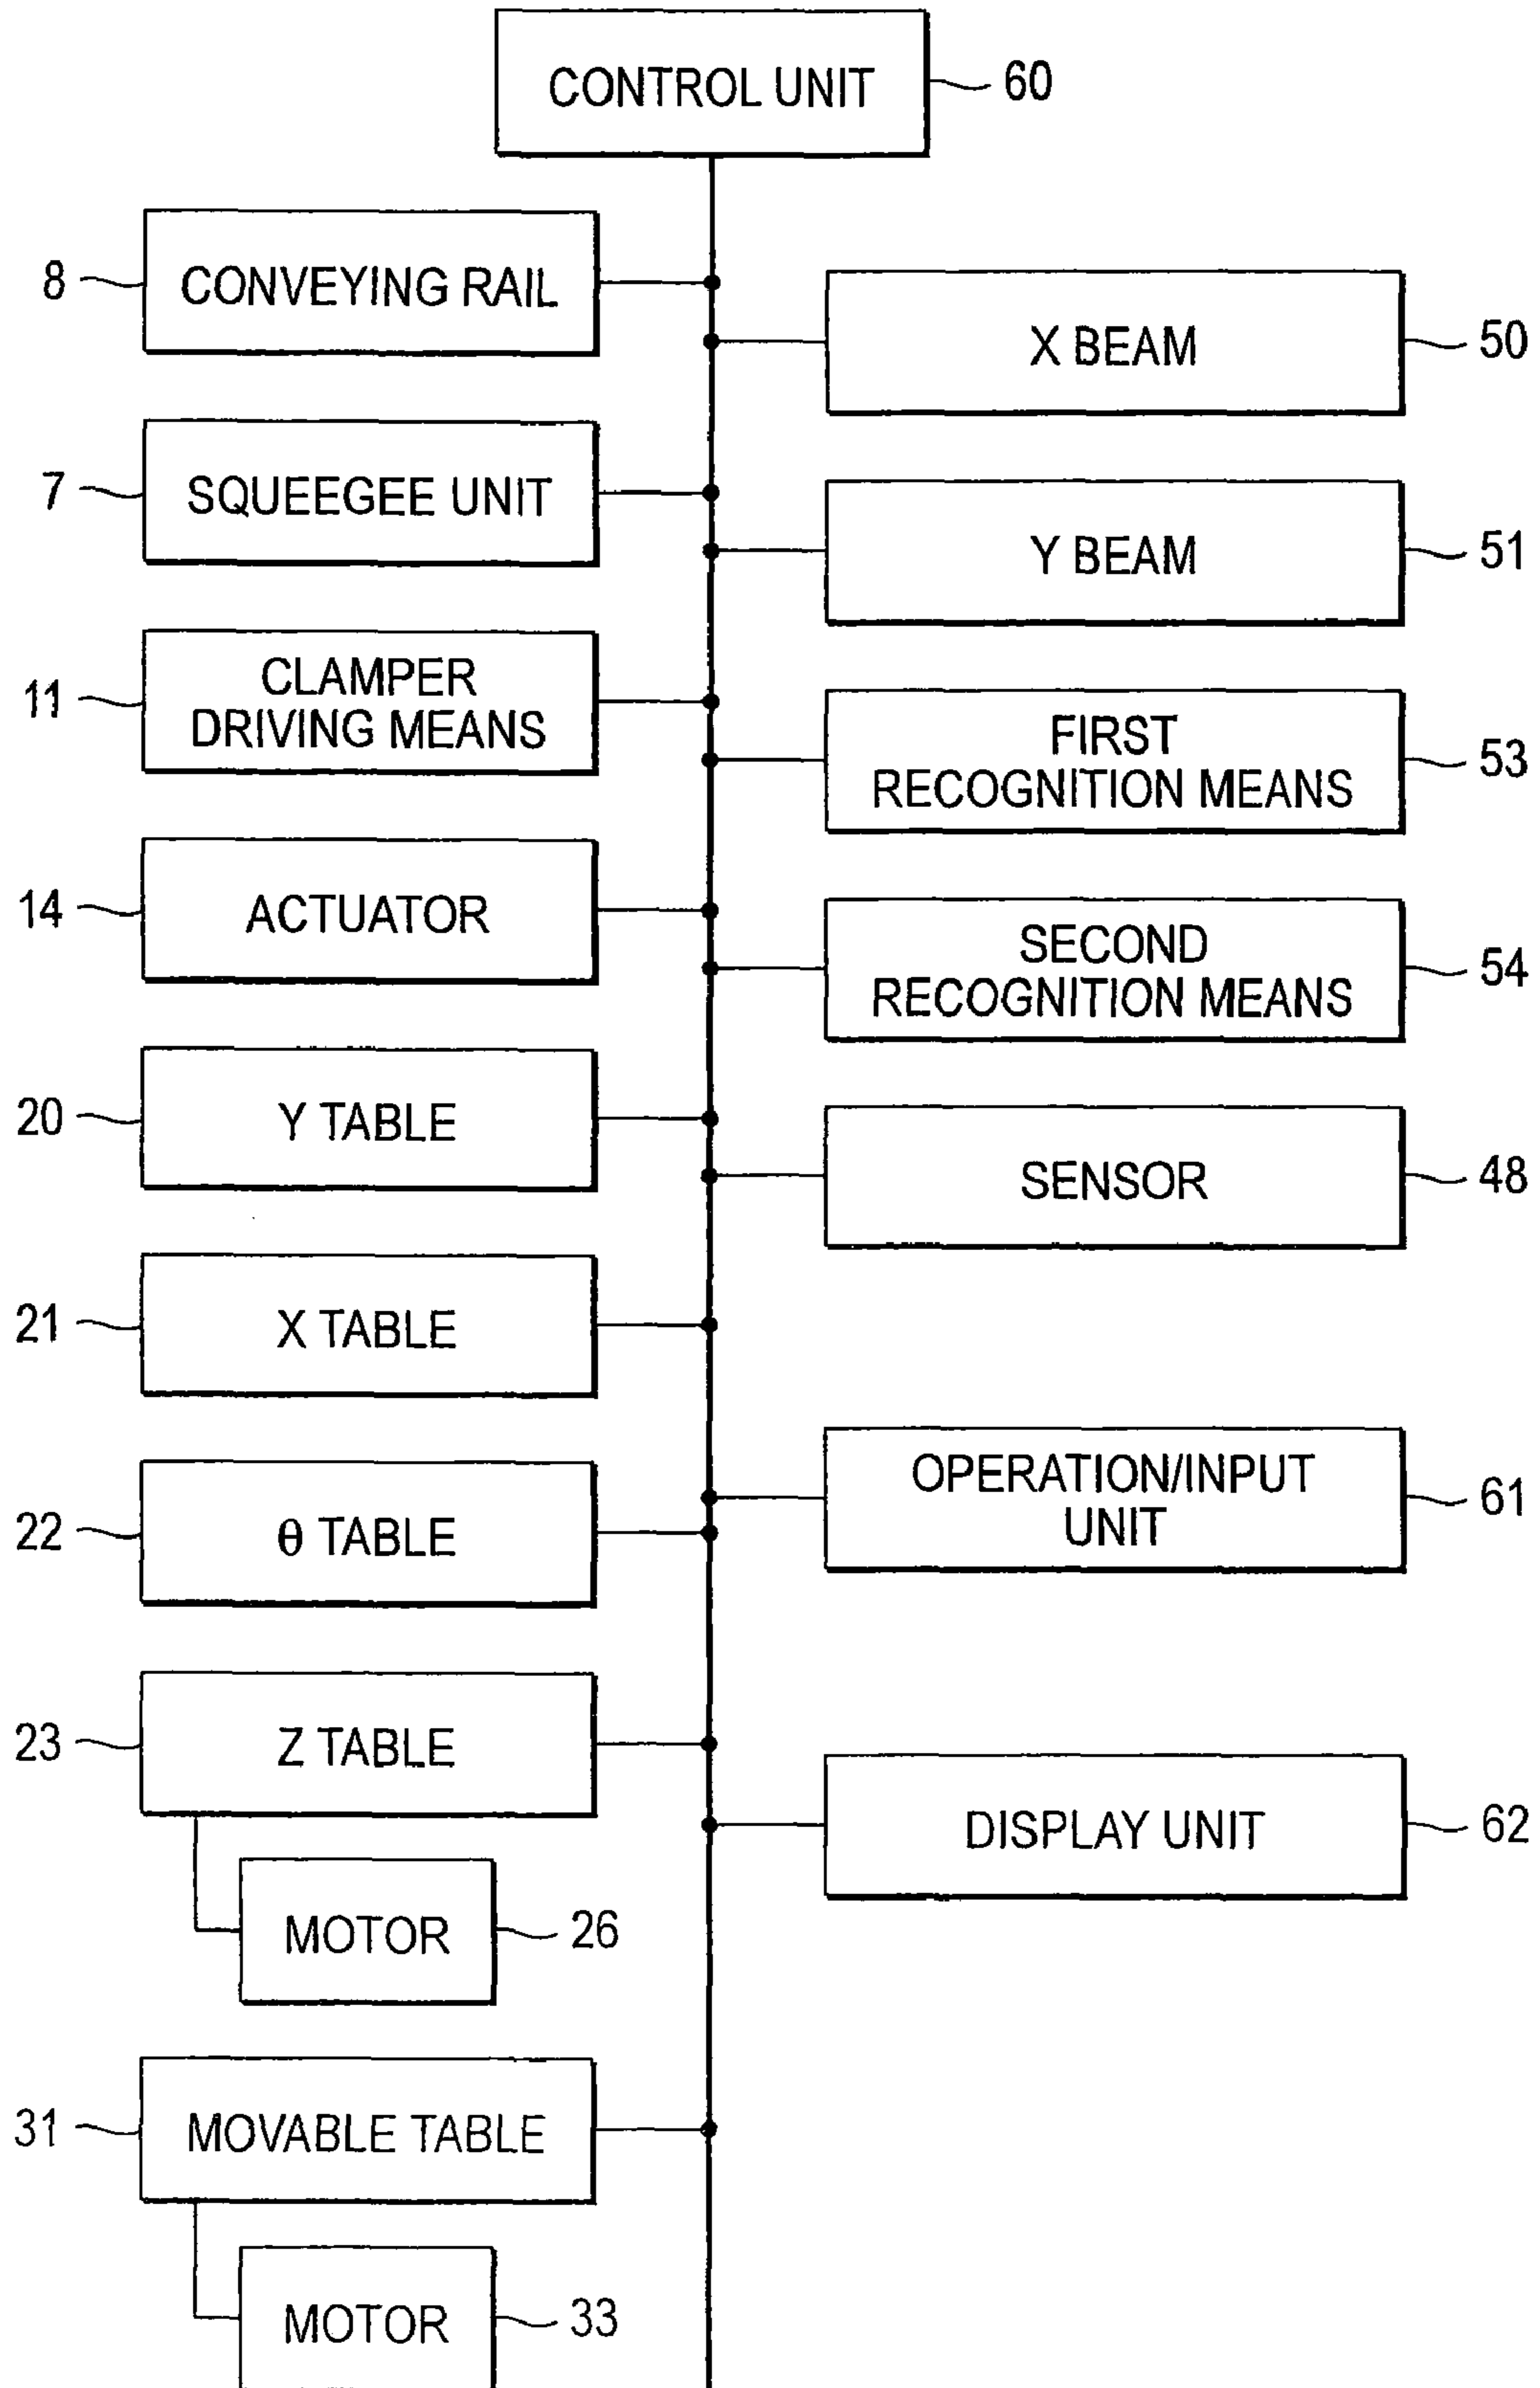 CONTROL UNIT
60
8
CONVEYING RAIL
X BEAM
50
7
SQUEEGEE UNIT
Y BEAM
51
11
CLAMPER
DRIVING MEANS
FIRST
RECOGNITION MEANS
53
14
ACTUATOR
SECOND
RECOGNITION MEANS
54
20
Y TABLE
SENSOR
48
21
X TABLE
22
θ TABLE
OPERATION/INPUT
UNIT
61
23
Z TABLE
DISPLAY UNIT
62
MOTOR
26
31
MOVABLE TABLE
MOTOR
33